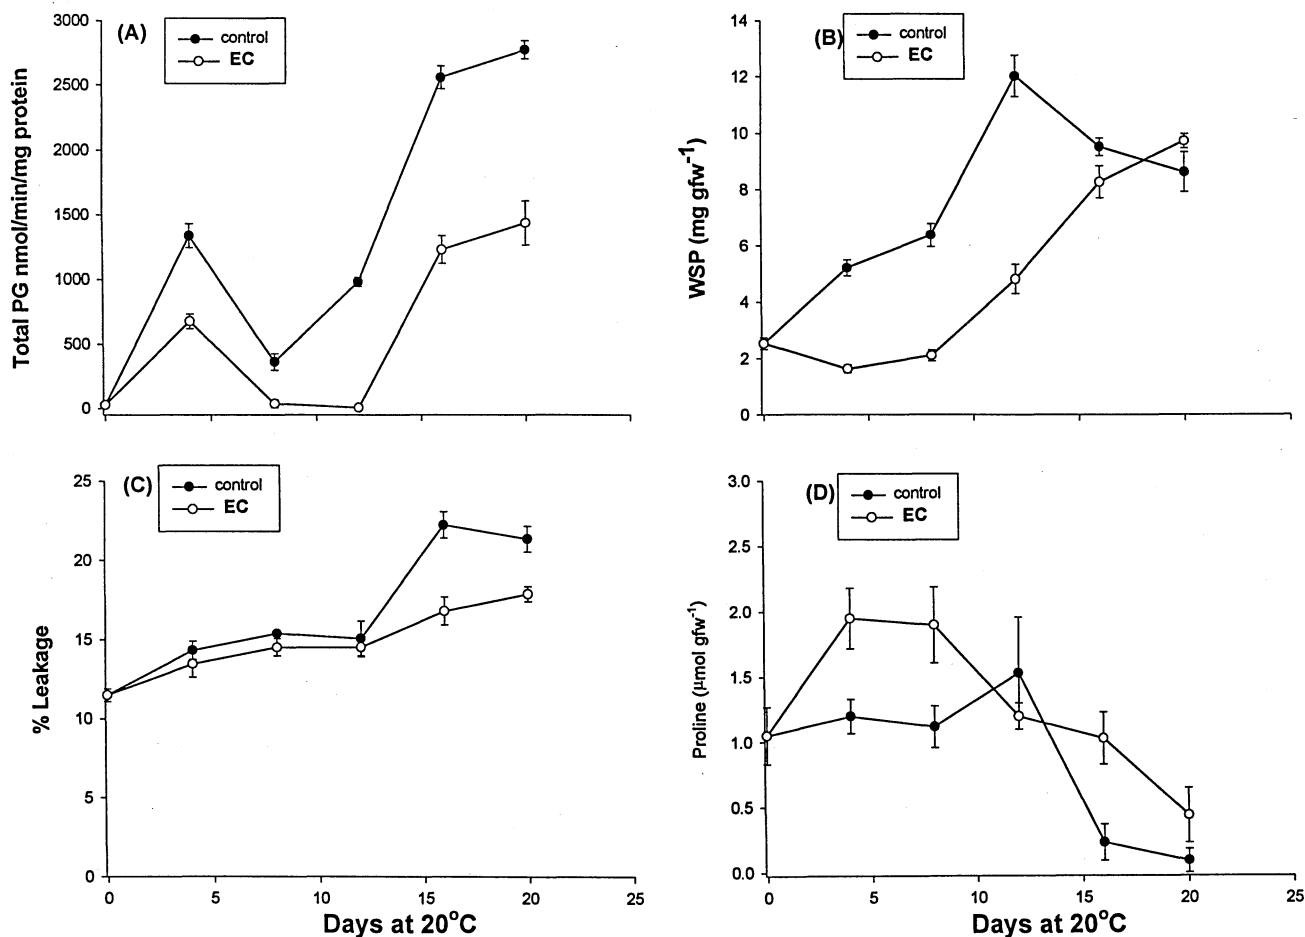 (A)
control
EC
3000
2500
2000
1500
1000
500
0
Total PG nmol/min/mg protein
(B)
control
EC
14
12
10
8
6
4
2
0
WSP (mg gfw⁻¹)
(C)
control
EC
25
20
15
10
5
0
% Leakage
0 5 10 15 20 25
Days at 20°C
(D)
control
EC
3.0
2.5
2.0
1.5
1.0
0.5
0.0
Proline (μmol gfw⁻¹)
0 5 10 15 20 25
Days at 20°C